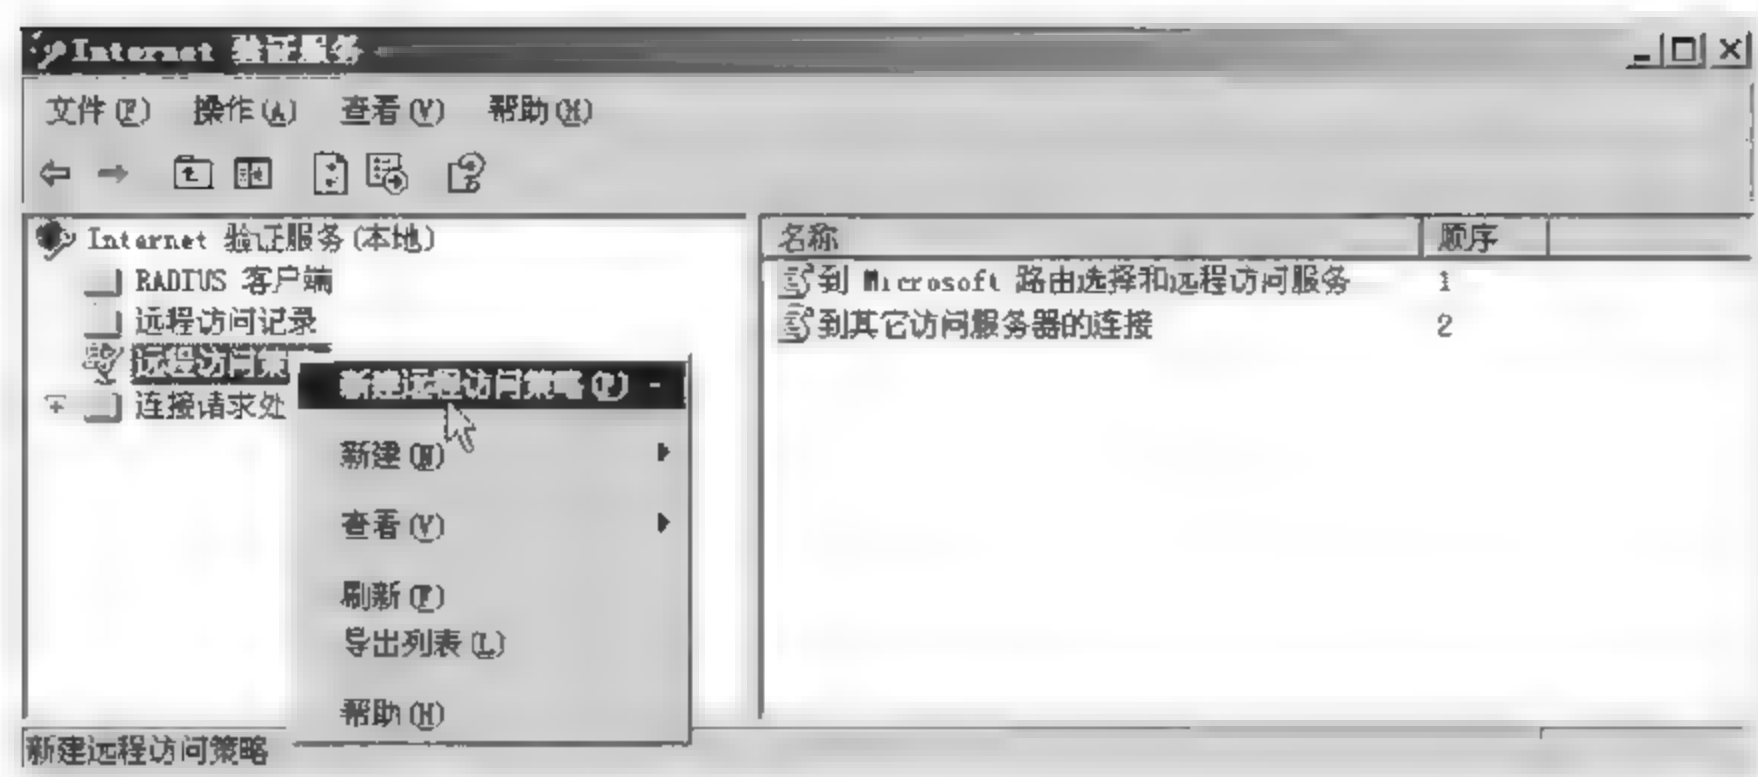 Internet 验证服务
文件(F) 操作(A) 查看(V) 帮助(H)
Internet 验证服务(本地)
RADIUS 客户端
远程访问记录
远程访问策
连接请求处
名称 顺序
到 Microsoft 路由选择和远程访问服务 1
到其它访问服务器的连接 2
新建远程访问策略(P)
新建(N)
查看(V)
刷新(F)
导出列表(L)
帮助(H)
新建远程访问策略